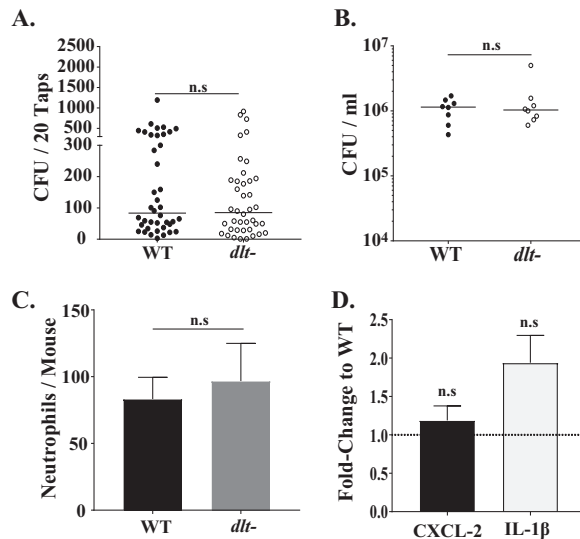 A.
CFU / 20 Taps
2500
2000
1500
1000
500
300
200
100
0
n.s
WT
dlt-
B.
CFU / ml
10⁷
10⁶
10⁵
10⁴
n.s
WT
dlt-
C.
Neutrophils / Mouse
150
100
50
0
n.s
WT
dlt-
D.
Fold-Change to WT
2.5
2.0
1.5
1.0
0.5
0.0
n.s
n.s
CXCL-2
IL-1β